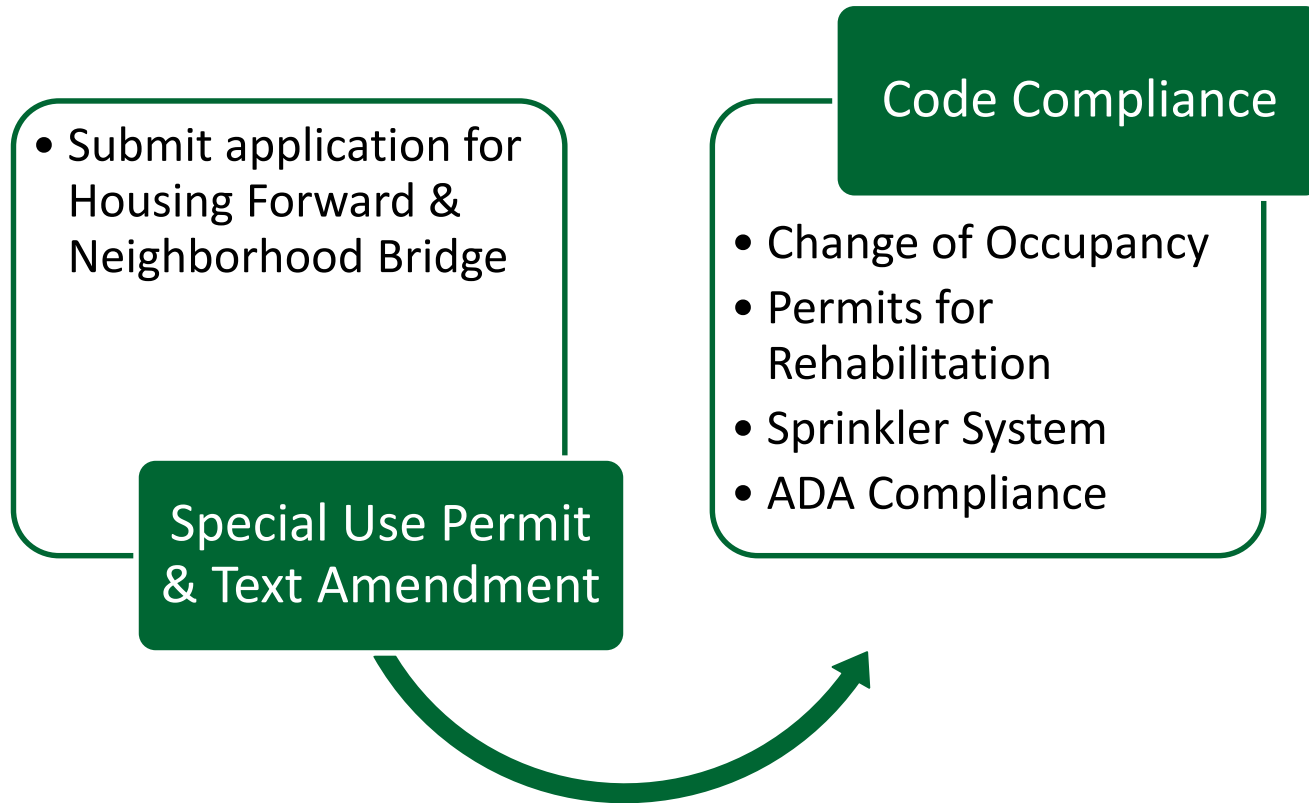 • Submit application for
Housing Forward &
Neighborhood Bridge
Special Use Permit
& Text Amendment
Code Compliance
• Change of Occupancy
• Permits for
Rehabilitation
• Sprinkler System
• ADA Compliance